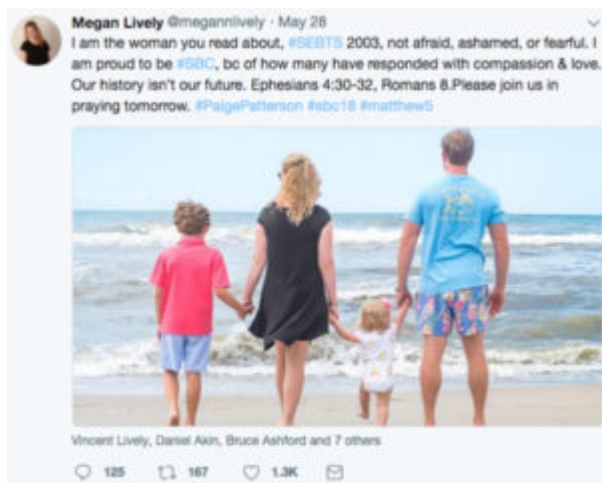 Megan Lively @megannlively · May 28
I am the woman you read about, #SEBTS 2003, not afraid, ashamed, or fearful. I
am proud to be #SBC, bc of how many have responded with compassion & love.
Our history isn't our future. Ephesians 4:30-32, Romans 8.Please join us in
praying tomorrow. #PaigePatterson #sbc18 #matthew5
Vincent Lively, Daniel Akin, Bruce Ashford and 7 others
125 167 1.3K